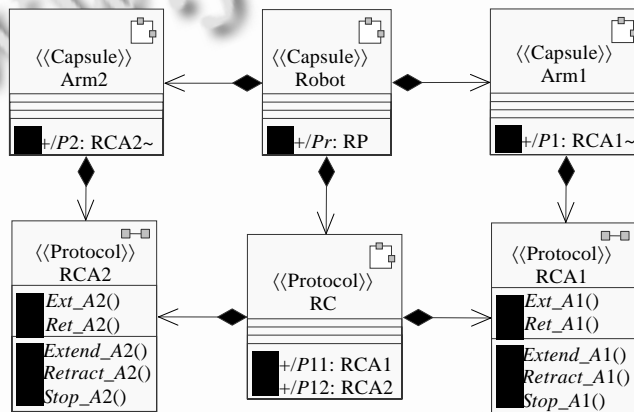 ⟨⟨Capsule⟩⟩
Arm2
+/P2: RCA2~
⟨⟨Capsule⟩⟩
Robot
+/Pr: RP
⟨⟨Capsule⟩⟩
Arm1
+/P1: RCA1~
⟨⟨Protocol⟩⟩
RCA2
Ext_A2()
Ret_A2()
Extend_A2()
Retract_A2()
Stop_A2()
⟨⟨Protocol⟩⟩
RC
+/P11: RCA1
+/P12: RCA2
⟨⟨Protocol⟩⟩
RCA1
Ext_A1()
Ret_A1()
Extend_A1()
Retract_A1()
Stop_A1()